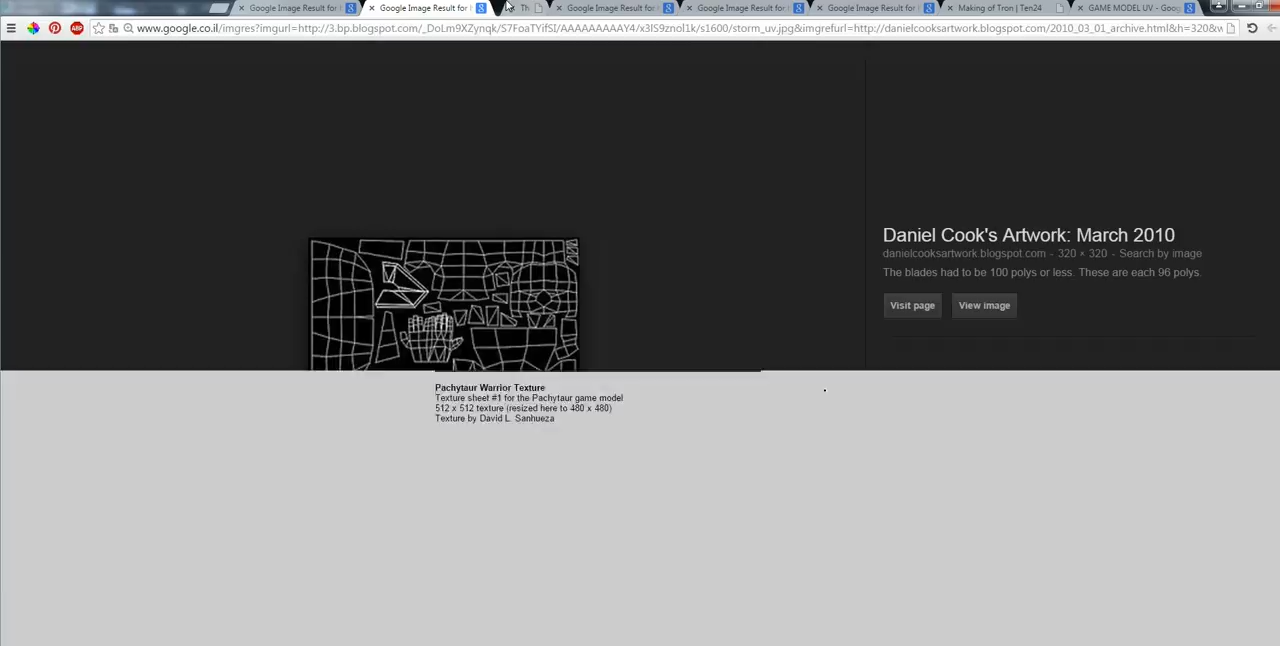 Google Image Result for
Google Image Result for
Th
Google Image Result for
Google Image Result for
Google Image Result for
Making of Tron | Ten24
GAME MODEL UV - Goo
ABP
www.google.co.il/imgres?imgurl=http://3.bp.blogspot.com/_DoLm9XZynqk/S7FoaTYifSI/AAAAAAAAAY4/x3lS9znol1k/s1600/storm_uv.jpg&imgrefurl=http://danielcooksartwork.blogspot.com/2010_03_01_archive.html&h=320&w
Daniel Cook's Artwork: March 2010
danielcooksartwork.blogspot.com - 320 × 320 - Search by image
The blades had to be 100 polys or less. These are each 96 polys.
Visit page
View image
Pachytaur Warrior Texture
Texture sheet #1 for the Pachytaur game model
512 x 512 texture (resized here to 480 x 480)
Texture by David L. Sanhueza